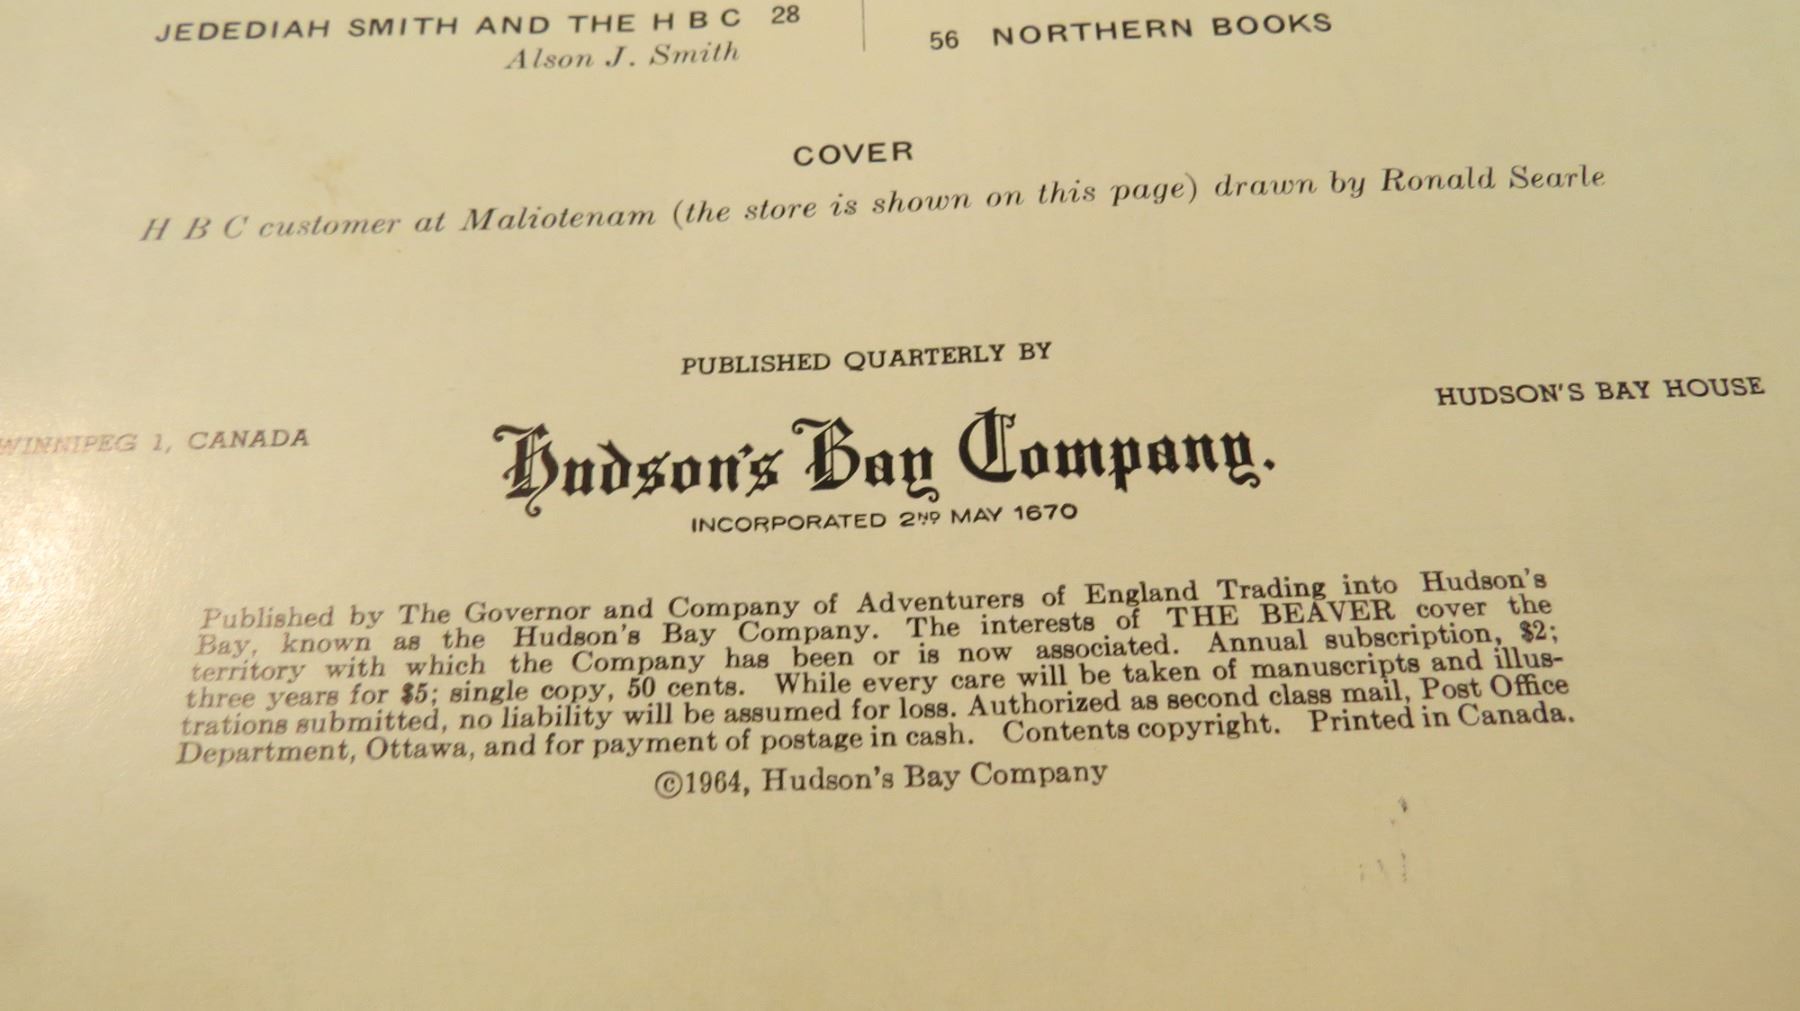 JEDEDIAH SMITH AND THE H B C 28
Alson J. Smith
56 NORTHERN BOOKS
COVER
H B C customer at Maliotenam (the store is shown on this page) drawn by Ronald Searle
PUBLISHED QUARTERLY BY
WINNIPEG 1, CANADA
Hudson's Bay Company.
HUDSON'S BAY HOUSE
INCORPORATED 2ND MAY 1670
Published by The Governor and Company of Adventurers of England Trading into Hudson's
Bay, known as the Hudson's Bay Company. The interests of THE BEAVER cover the
territory with which the Company has been or is now associated. Annual subscription, $2;
three years for $5; single copy, 50 cents. While every care will be taken of manuscripts and illus-
trations submitted, no liability will be assumed for loss. Authorized as second class mail, Post Office
Department, Ottawa, and for payment of postage in cash. Contents copyright. Printed in Canada.
©1964, Hudson's Bay Company